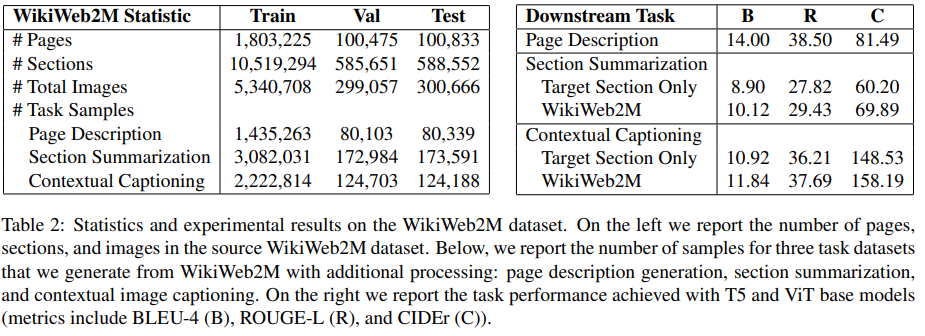 WikiWeb2M Statistic Train Val Test
# Pages 1,803,225 100,475 100,833
# Sections 10,519,294 585,651 588,552
# Total Images 5,340,708 299,057 300,666
# Task Samples
Page Description 1,435,263 80,103 80,339
Section Summarization 3,082,031 172,984 173,591
Contextual Captioning 2,222,814 124,703 124,188
Downstream Task B R C
Page Description 14.00 38.50 81.49
Section Summarization
Target Section Only 8.90 27.82 60.20
WikiWeb2M 10.12 29.43 69.89
Contextual Captioning
Target Section Only 10.92 36.21 148.53
WikiWeb2M 11.84 37.69 158.19
Table 2: Statistics and experimental results on the WikiWeb2M dataset. On the left we report the number of pages,
sections, and images in the source WikiWeb2M dataset. Below, we report the number of samples for three task datasets
that we generate from WikiWeb2M with additional processing: page description generation, section summarization,
and contextual image captioning. On the right we report the task performance achieved with T5 and ViT base models
(metrics include BLEU-4 (B), ROUGE-L (R), and CIDEr (C)).